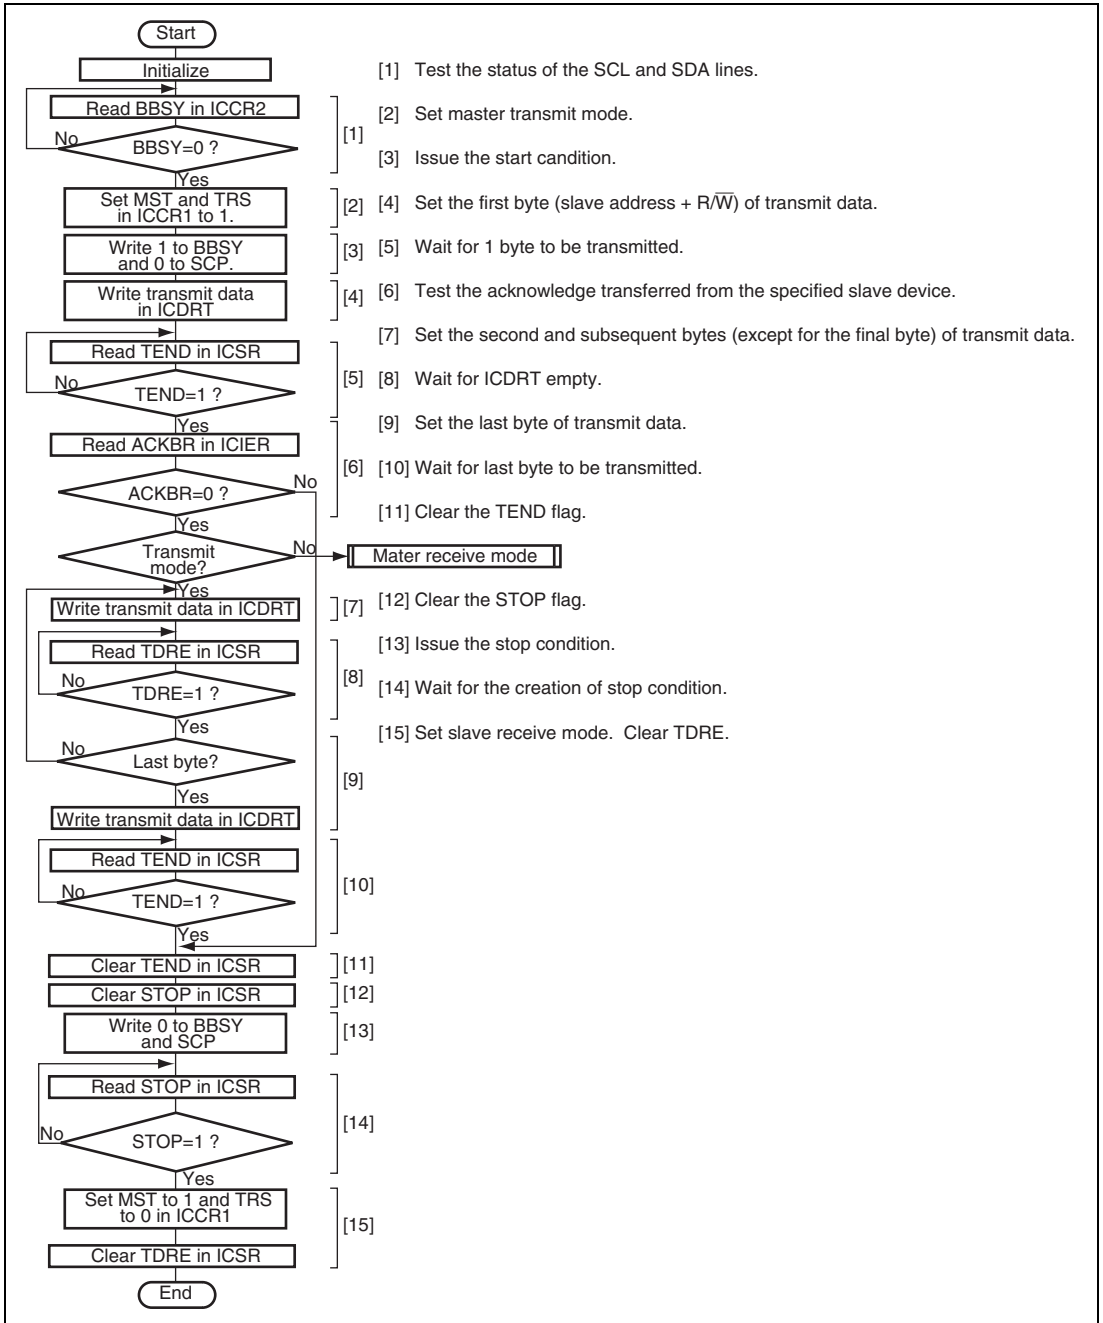 Start
Initialize
Read BBSY in ICCR2
BBSY=0 ?
No
Yes
[1]
Set MST and TRS
in ICCR1 to 1.
[2]
Write 1 to BBSY
and 0 to SCP.
[3]
Write transmit data
in ICDRT
[4]
Read TEND in ICSR
TEND=1 ?
No
Yes
[5]
Read ACKBR in ICIER
ACKBR=0 ?
No
Yes
[6]
Transmit
mode?
No
Mater receive mode
Yes
Write transmit data in ICDRT
[7]
Read TDRE in ICSR
TDRE=1 ?
No
Yes
[8]
Last byte?
No
Yes
Write transmit data in ICDRT
[9]
Read TEND in ICSR
TEND=1 ?
No
Yes
[10]
Clear TEND in ICSR
[11]
Clear STOP in ICSR
[12]
Write 0 to BBSY
and SCP
[13]
Read STOP in ICSR
STOP=1 ?
No
Yes
[14]
Set MST to 1 and TRS
to 0 in ICCR1
Clear TDRE in ICSR
[15]
End
[1] Test the status of the SCL and SDA lines.
[2] Set master transmit mode.
[3] Issue the start candition.
[4] Set the first byte (slave address + R/W̅) of transmit data.
[5] Wait for 1 byte to be transmitted.
[6] Test the acknowledge transferred from the specified slave device.
[7] Set the second and subsequent bytes (except for the final byte) of transmit data.
[8] Wait for ICDRT empty.
[9] Set the last byte of transmit data.
[10] Wait for last byte to be transmitted.
[11] Clear the TEND flag.
[12] Clear the STOP flag.
[13] Issue the stop condition.
[14] Wait for the creation of stop condition.
[15] Set slave receive mode. Clear TDRE.